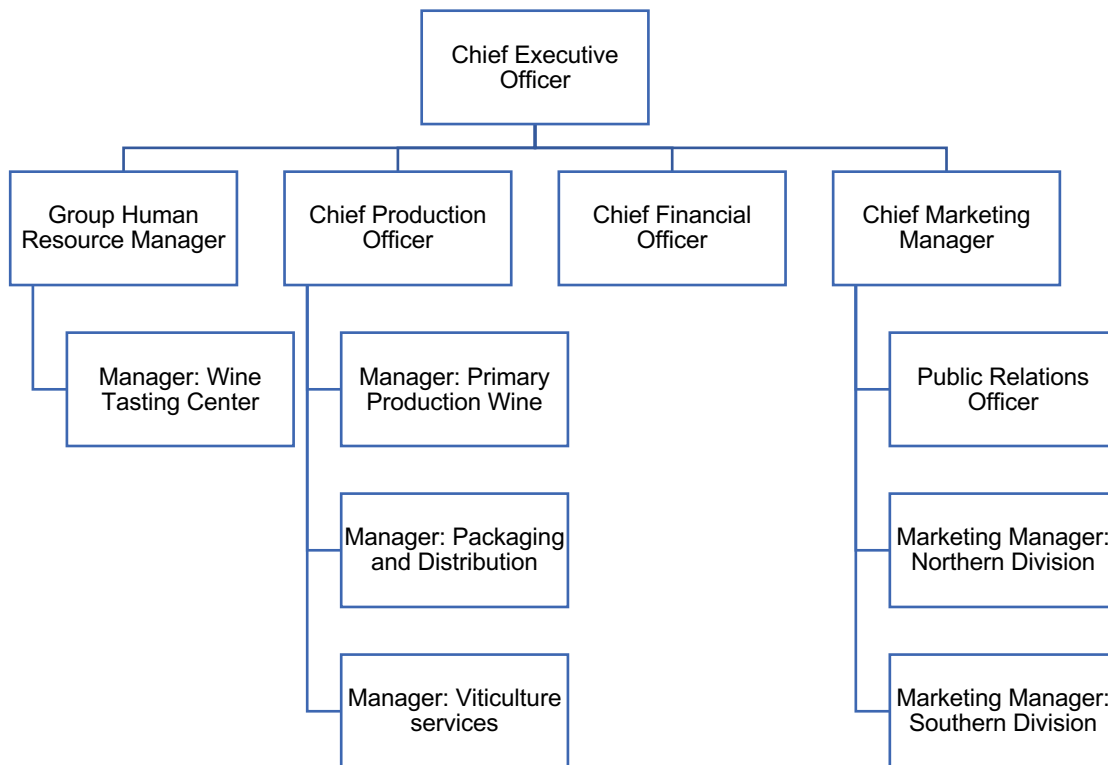 Chief Executive
Officer
Group Human
Resource Manager
Chief Production
Officer
Chief Financial
Officer
Chief Marketing
Manager
Manager: Wine
Tasting Center
Manager: Primary
Production Wine
Public Relations
Officer
Manager: Packaging
and Distribution
Marketing Manager:
Northern Division
Manager: Viticulture
services
Marketing Manager:
Southern Division